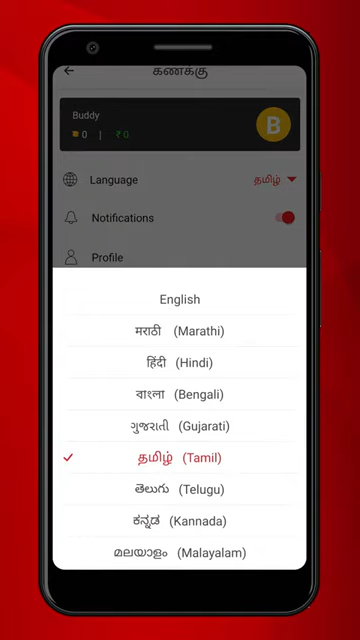 கணக்கு
Buddy
B
0 | ₹ 0
Language தமிழ்
Notifications
Profile
English
मराठी (Marathi)
हिंदी (Hindi)
বাংলা (Bengali)
ગુજરાતી (Gujarati)
தமிழ் (Tamil)
తెలుగు (Telugu)
ಕನ್ನಡ (Kannada)
മലയാളം (Malayalam)